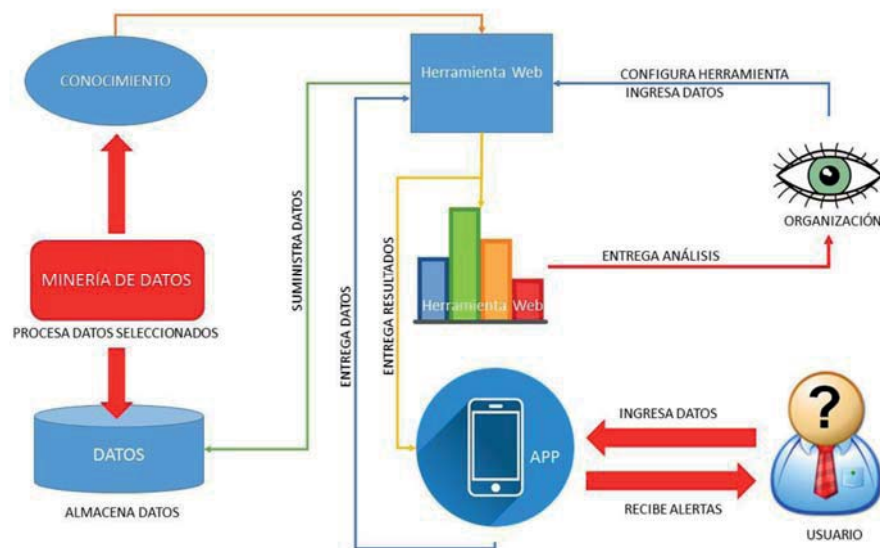 CONOCIMIENTO
Herramienta Web
CONFIGURA HERRAMIENTA
INGRESA DATOS
ORGANIZACIÓN
SUMINISTRA DATOS
ENTREGA DATOS
ENTREGA RESULTADOS
Herramienta Web
ENTREGA ANÁLISIS
MINERÍA DE DATOS
PROCESA DATOS SELECCIONADOS
DATOS
ALMACENA DATOS
APP
INGRESA DATOS
RECIBE ALERTAS
?
USUARIO